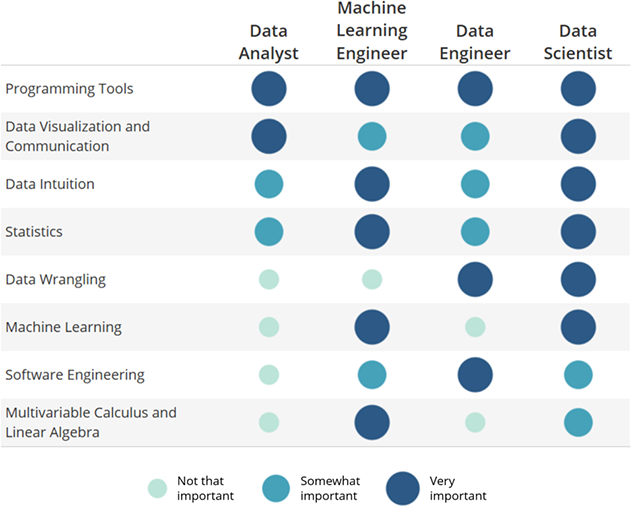 Data Analyst
Machine Learning Engineer
Data Engineer
Data Scientist
Programming Tools
Data Visualization and
Communication
Data Intuition
Statistics
Data Wrangling
Machine Learning
Software Engineering
Multivariable Calculus and
Linear Algebra
Not that
important
Somewhat
important
Very
important